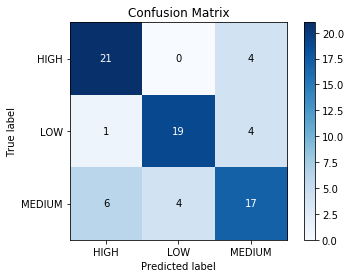 Confusion Matrix
True label
HIGH 21 0 4
LOW 1 19 4
MEDIUM 6 4 17
HIGH LOW MEDIUM
Predicted label
20.0
17.5
15.0
12.5
10.0
7.5
5.0
2.5
0.0